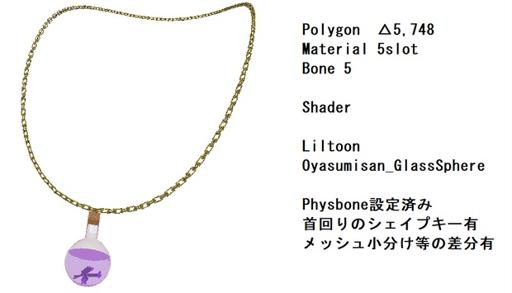 Polygon △5,748
Material 5slot
Bone 5
Shader
Liltoon
Oyasumisan_GlassSphere
Physbone設定済み
首回りのシェイプキー有
メッシュ小分け等の差分有